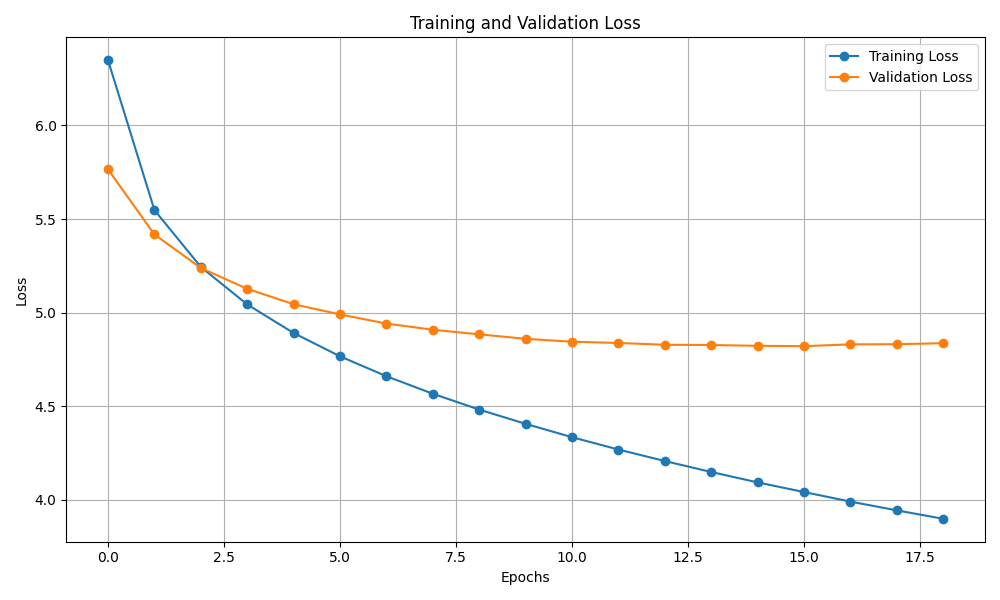 Training and Validation Loss
Training Loss
Validation Loss
Loss
6.0
5.5
5.0
4.5
4.0
0.0 2.5 5.0 7.5 10.0 12.5 15.0 17.5
Epochs